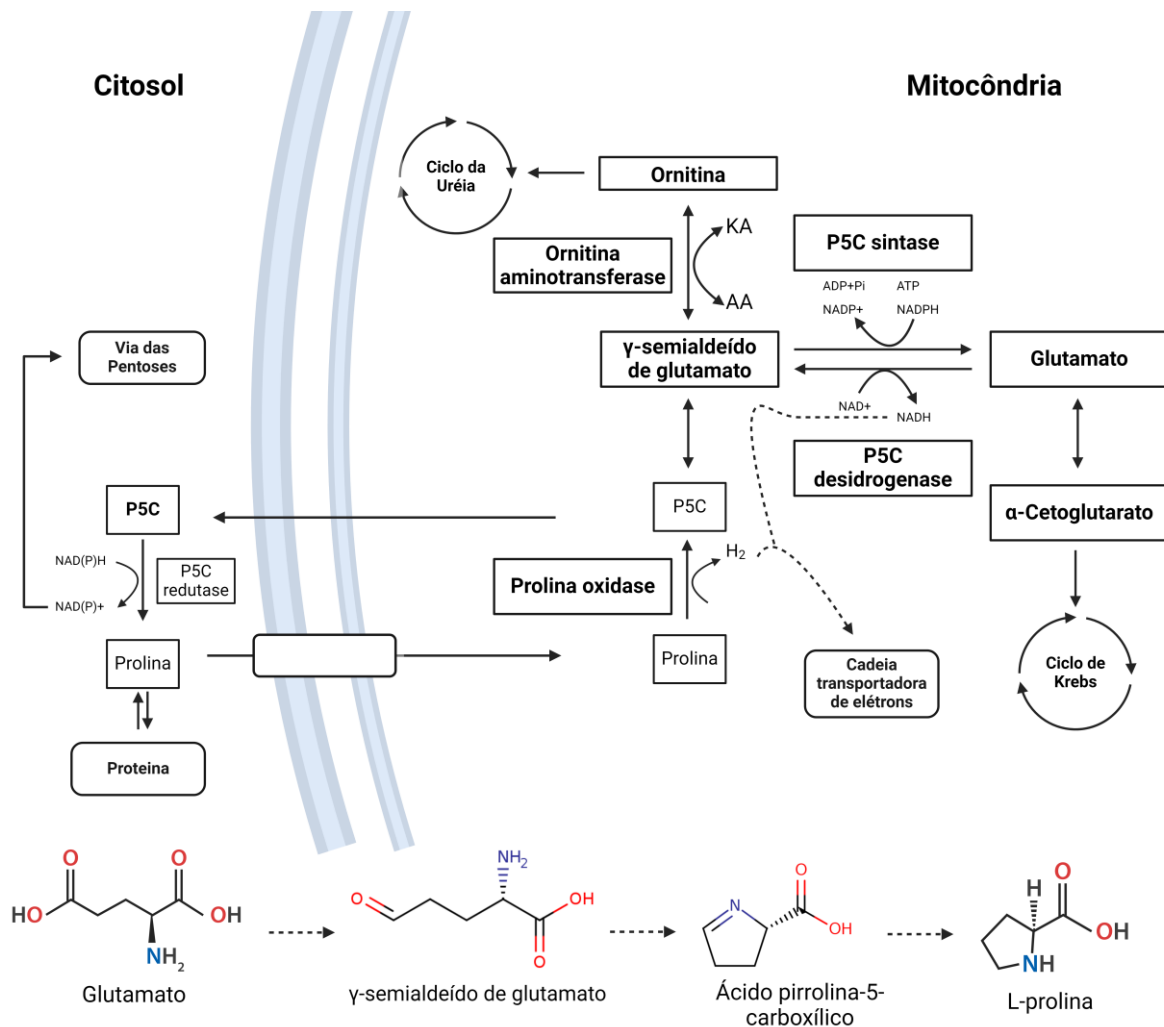 Citosol
Mitocôndria
Ciclo da
Uréia
Ornitina
KA
Ornitina
aminotransferase
AA
P5C sintase
ADP+Pi
ATP
NADP+
NADPH
Via das
Pentoses
γ-semialdeído
de glutamato
Glutamato
NAD+
NADH
P5C
desidrogenase
P5C
P5C
α-Cetoglutarato
NAD(P)H
P5C
redutase
NAD(P)+
H2
Prolina oxidase
Prolina
Prolina
Cadeia
transportadora
de elétrons
Ciclo de
Krebs
Proteina
O
O
HO
OH
NH2
Glutamato
NH2
O
OH
O
γ-semialdeído de glutamato
O
N
OH
Ácido pirrolina-5-
carboxílico
O
H
OH
NH
L-prolina